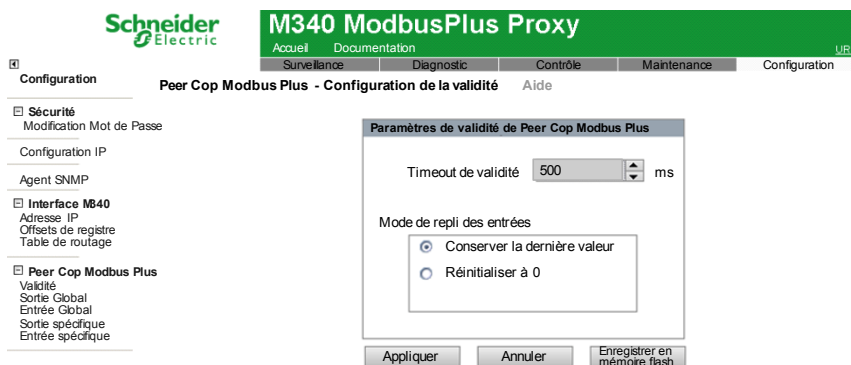 Schneider
Electric
M340 ModbusPlus Proxy
Accueil Documentation
UR
Surveillance Diagnostic Contrôle Maintenance Configuration
Configuration
Peer Cop Modbus Plus - Configuration de la validité Aide
Sécurité
Modification Mot de Passe
Configuration IP
Agent SNMP
Interface M340
Adresse IP
Offsets de registre
Table de routage
Peer Cop Modbus Plus
Validité
Sortie Global
Entrée Global
Sortie spécifique
Entrée spécifique
Paramètres de validité de Peer Cop Modbus Plus
Timeout de validité 500 ms
Mode de repli des entrées
Conserver la dernière valeur
Réinitialiser à 0
Appliquer Annuler Enregistrer en
mémoire flash